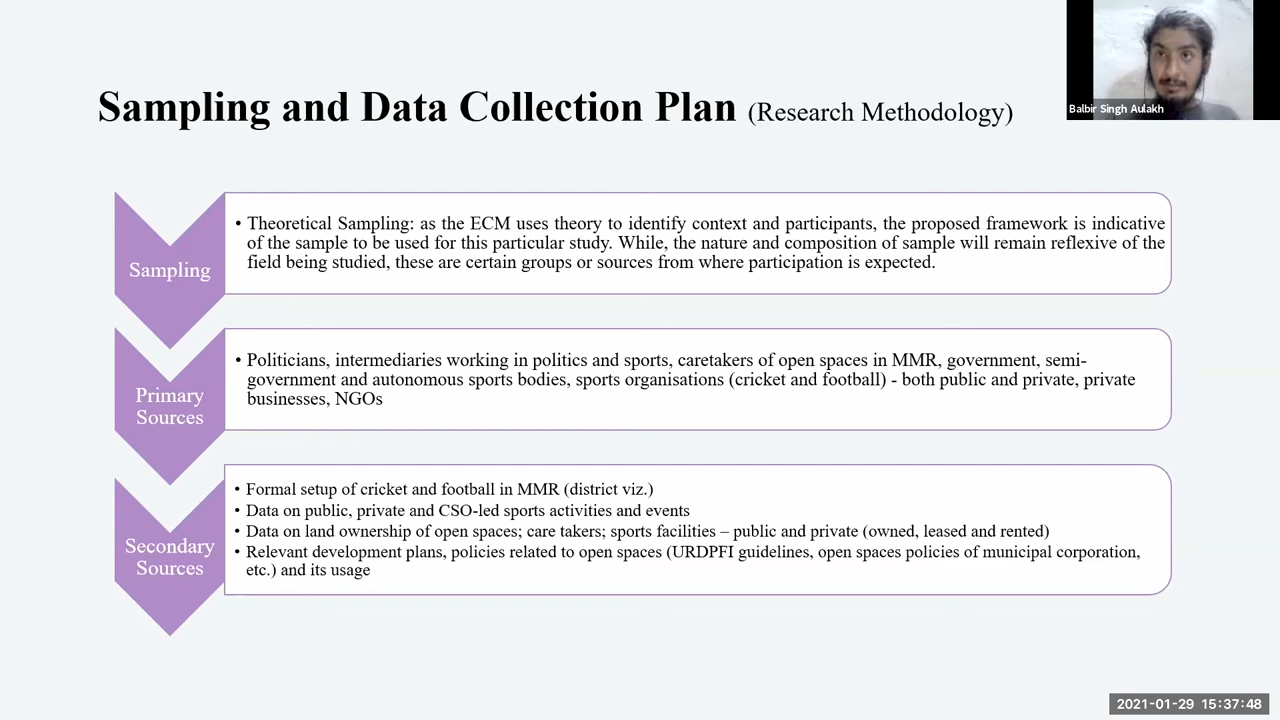 Balbir Singh Aulakh
Sampling and Data Collection Plan (Research Methodology)
Sampling
• Theoretical Sampling: as the ECM uses theory to identify context and participants, the proposed framework is indicative
of the sample to be used for this particular study. While, the nature and composition of sample will remain reflexive of the
field being studied, these are certain groups or sources from where participation is expected.
Primary
Sources
• Politicians, intermediaries working in politics and sports, caretakers of open spaces in MMR, government, semi-
government and autonomous sports bodies, sports organisations (cricket and football) - both public and private, private
businesses, NGOs
Secondary
Sources
• Formal setup of cricket and football in MMR (district viz.)
• Data on public, private and CSO-led sports activities and events
• Data on land ownership of open spaces; care takers; sports facilities – public and private (owned, leased and rented)
• Relevant development plans, policies related to open spaces (URDPFI guidelines, open spaces policies of municipal corporation,
etc.) and its usage
2021-01-29 15:37:48